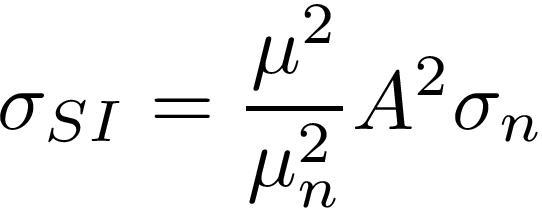 σ_{SI} = \frac{μ^2}{μ_n^2} A^2 σ_n